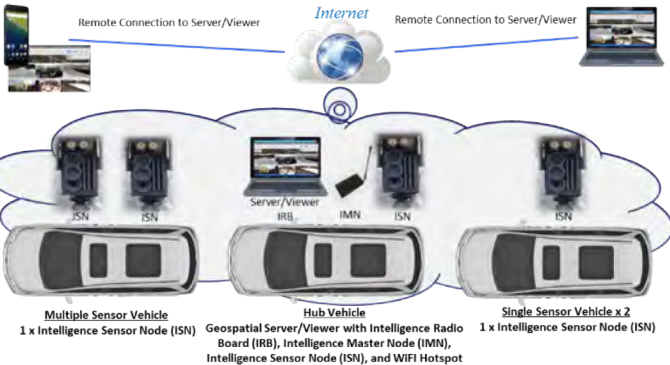 Internet
Remote Connection to Server/Viewer
Remote Connection to Server/Viewer
ISN
ISN
Server/Viewer
IRB
IMN
ISN
ISN
Multiple Sensor Vehicle
1 x Intelligence Sensor Node (ISN)
Hub Vehicle
Geospatial Server/Viewer with Intelligence Radio
Board (IRB), Intelligence Master Node (IMN),
Intelligence Sensor Node (ISN), and WiFI Hotspot
Single Sensor Vehicle x 2
1 x Intelligence Sensor Node (ISN)